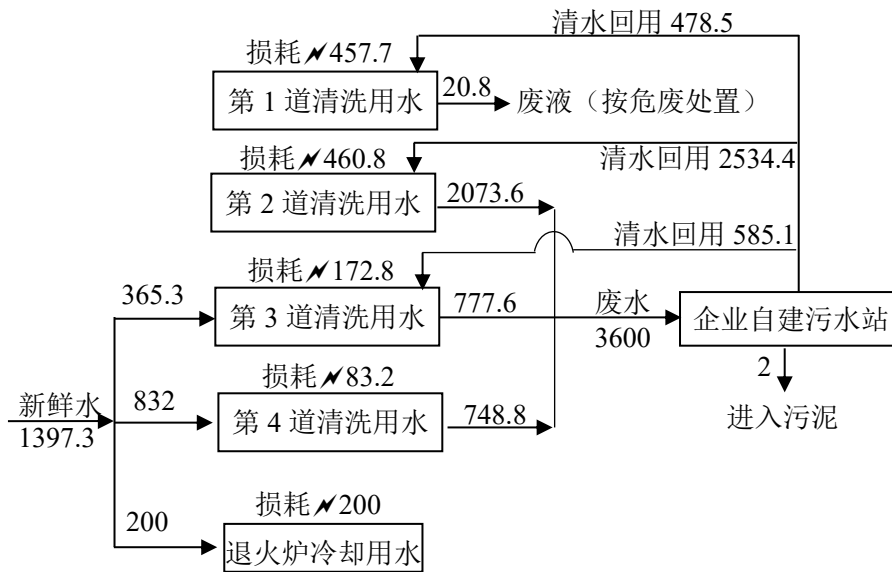 清水回用 478.5
损耗 457.7
第 1 道清洗用水
20.8
废液（按危废处置）
损耗 460.8
清水回用 2534.4
第 2 道清洗用水
2073.6
清水回用 585.1
损耗 172.8
365.3
第 3 道清洗用水
777.6
废水
3600
企业自建污水站
2
进入污泥
损耗 83.2
新鲜水
1397.3
832
第 4 道清洗用水
748.8
损耗 200
200
退火炉冷却用水